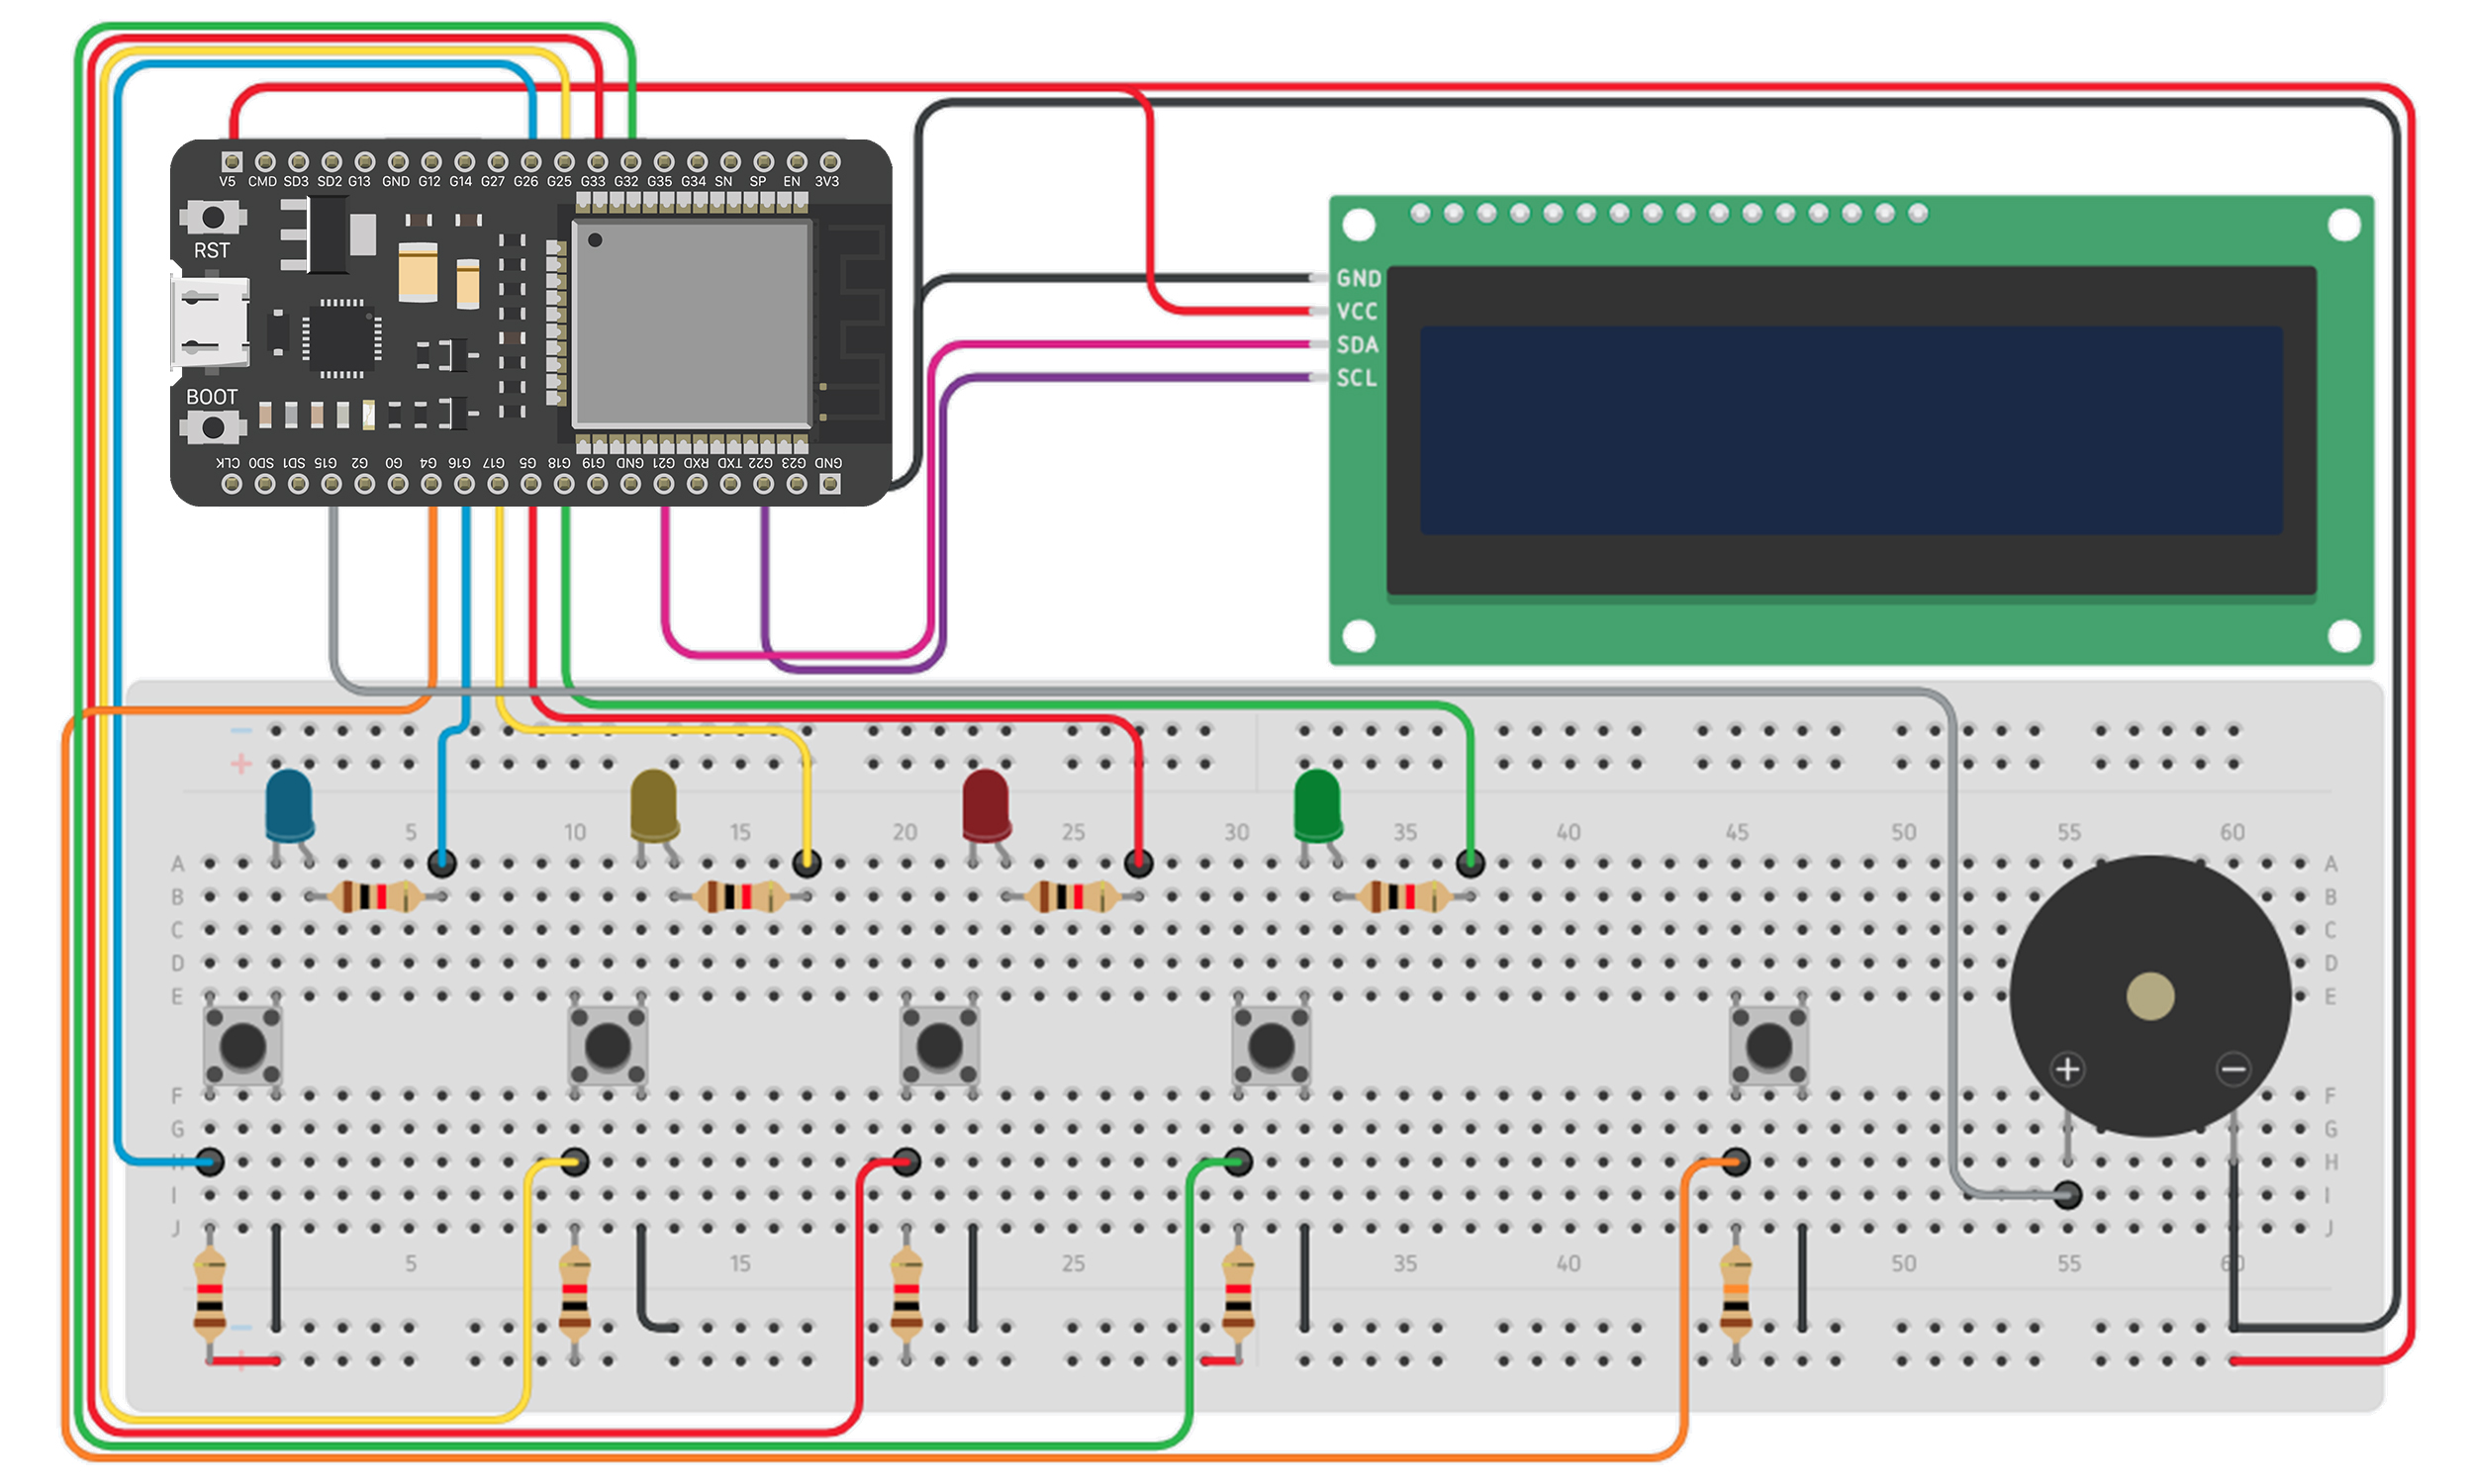 V5 CMD SD3 SD2 G13 GND G12 G14 G27 G26 G25 G33 G32 G35 G34 SN SP EN 3V3
RST
BOOT
CLK SD0 SD1 G15 G2 G0 G4 G16 G17 G5 G18 G19 GND G21 RXD TXD G22 G23 GND
GND
VCC
SDA
SCL
−
+
5 10 15 20 25 30 35 40 45 50 55 60
A A
B B
C C
D D
E E
+ −
F F
G G
H H
I I
J J
5 15 25 35 40 50 55 60
−
+